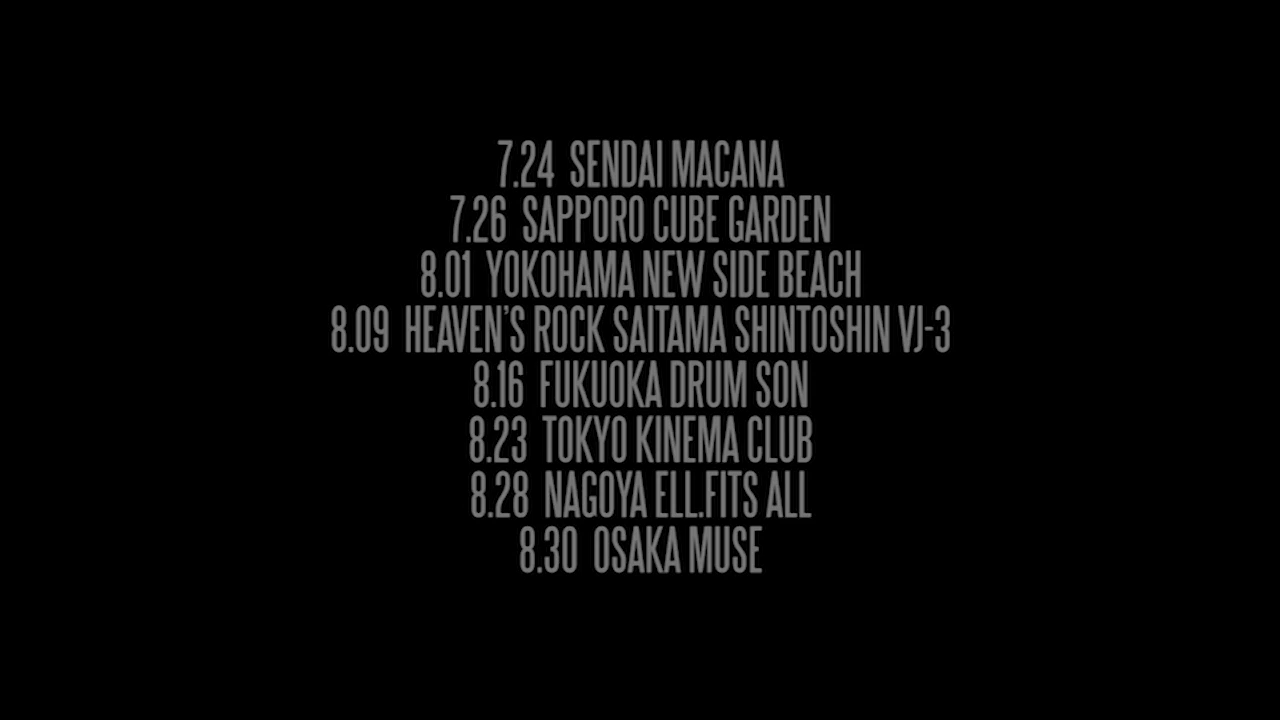 7.24 SENDAI MACANA
7.26 SAPPORO CUBE GARDEN
8.01 YOKOHAMA NEW SIDE BEACH
8.09 HEAVEN'S ROCK SAITAMA SHINTOSHIN VJ-3
8.16 FUKUOKA DRUM SON
8.23 TOKYO KINEMA CLUB
8.28 NAGOYA ELL.FITS ALL
8.30 OSAKA MUSE